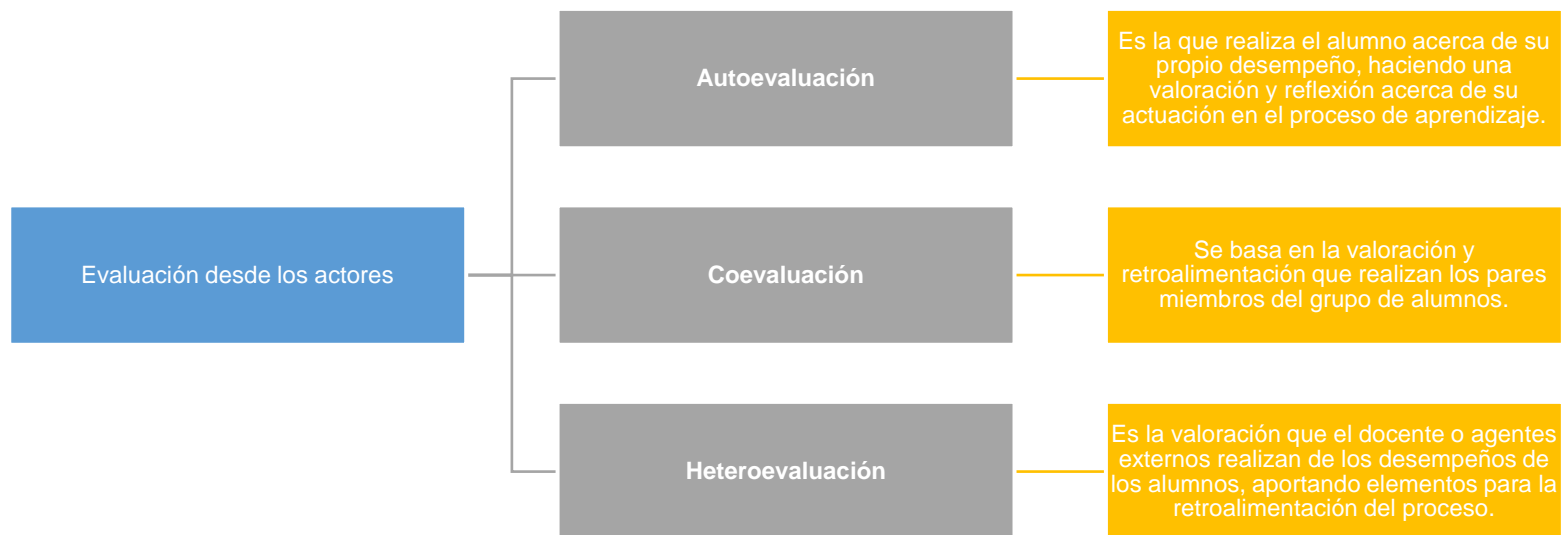 Evaluación desde los actores
Autoevaluación
Es la que realiza el alumno acerca de su
propio desempeño, haciendo una
valoración y reflexión acerca de su
actuación en el proceso de aprendizaje.
Coevaluación
Se basa en la valoración y
retroalimentación que realizan los pares
miembros del grupo de alumnos.
Heteroevaluación
Es la valoración que el docente o agentes
externos realizan de los desempeños de
los alumnos, aportando elementos para la
retroalimentación del proceso.